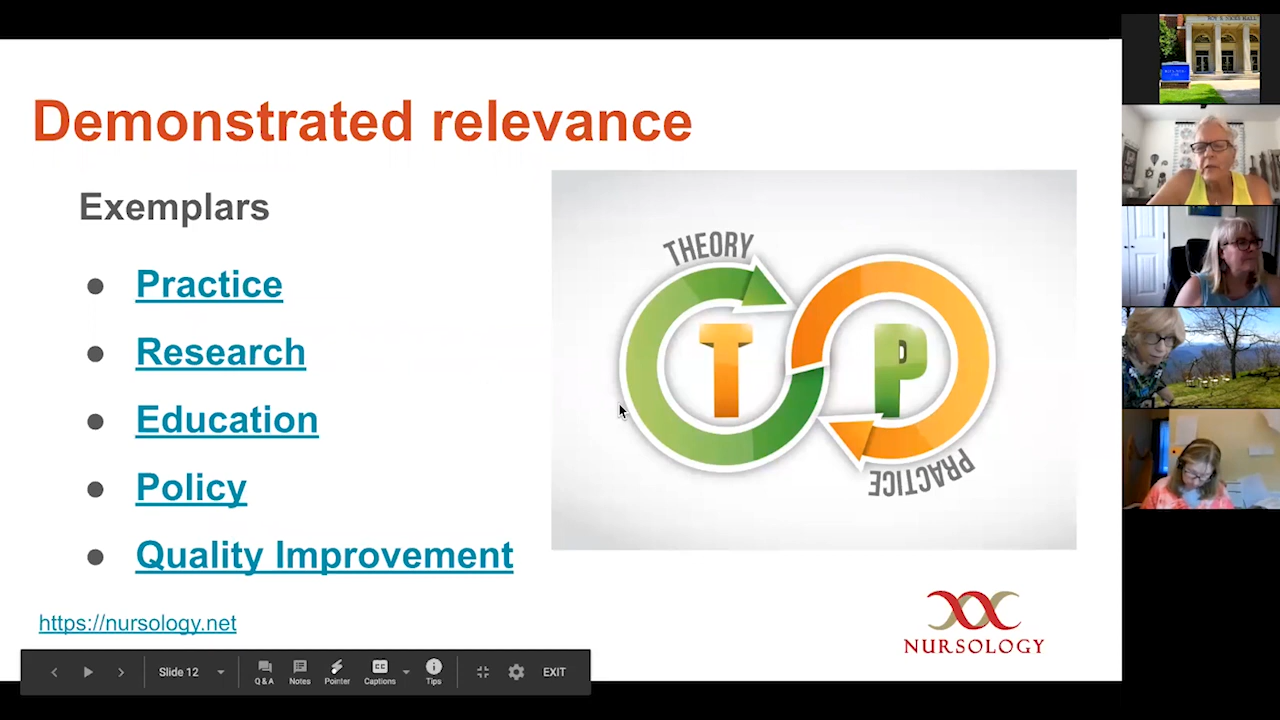 Demonstrated relevance
Exemplars
Practice
Research
Education
Policy
Quality Improvement
https://nursology.net
THEORY
T P
PRACTICE
NURSOLOGY
Slide 12
Q & A
Notes
Pointer
Captions
Tips
EXIT
CC